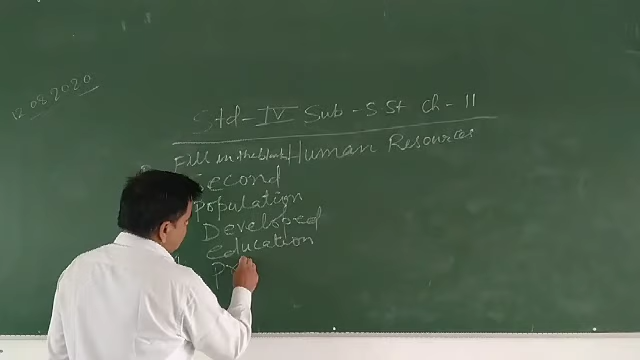 12.08.2020
Std-IV Sub-S.St ch-11
Fill in the blank Human Resources
Second
Population
Developed
education
Pr